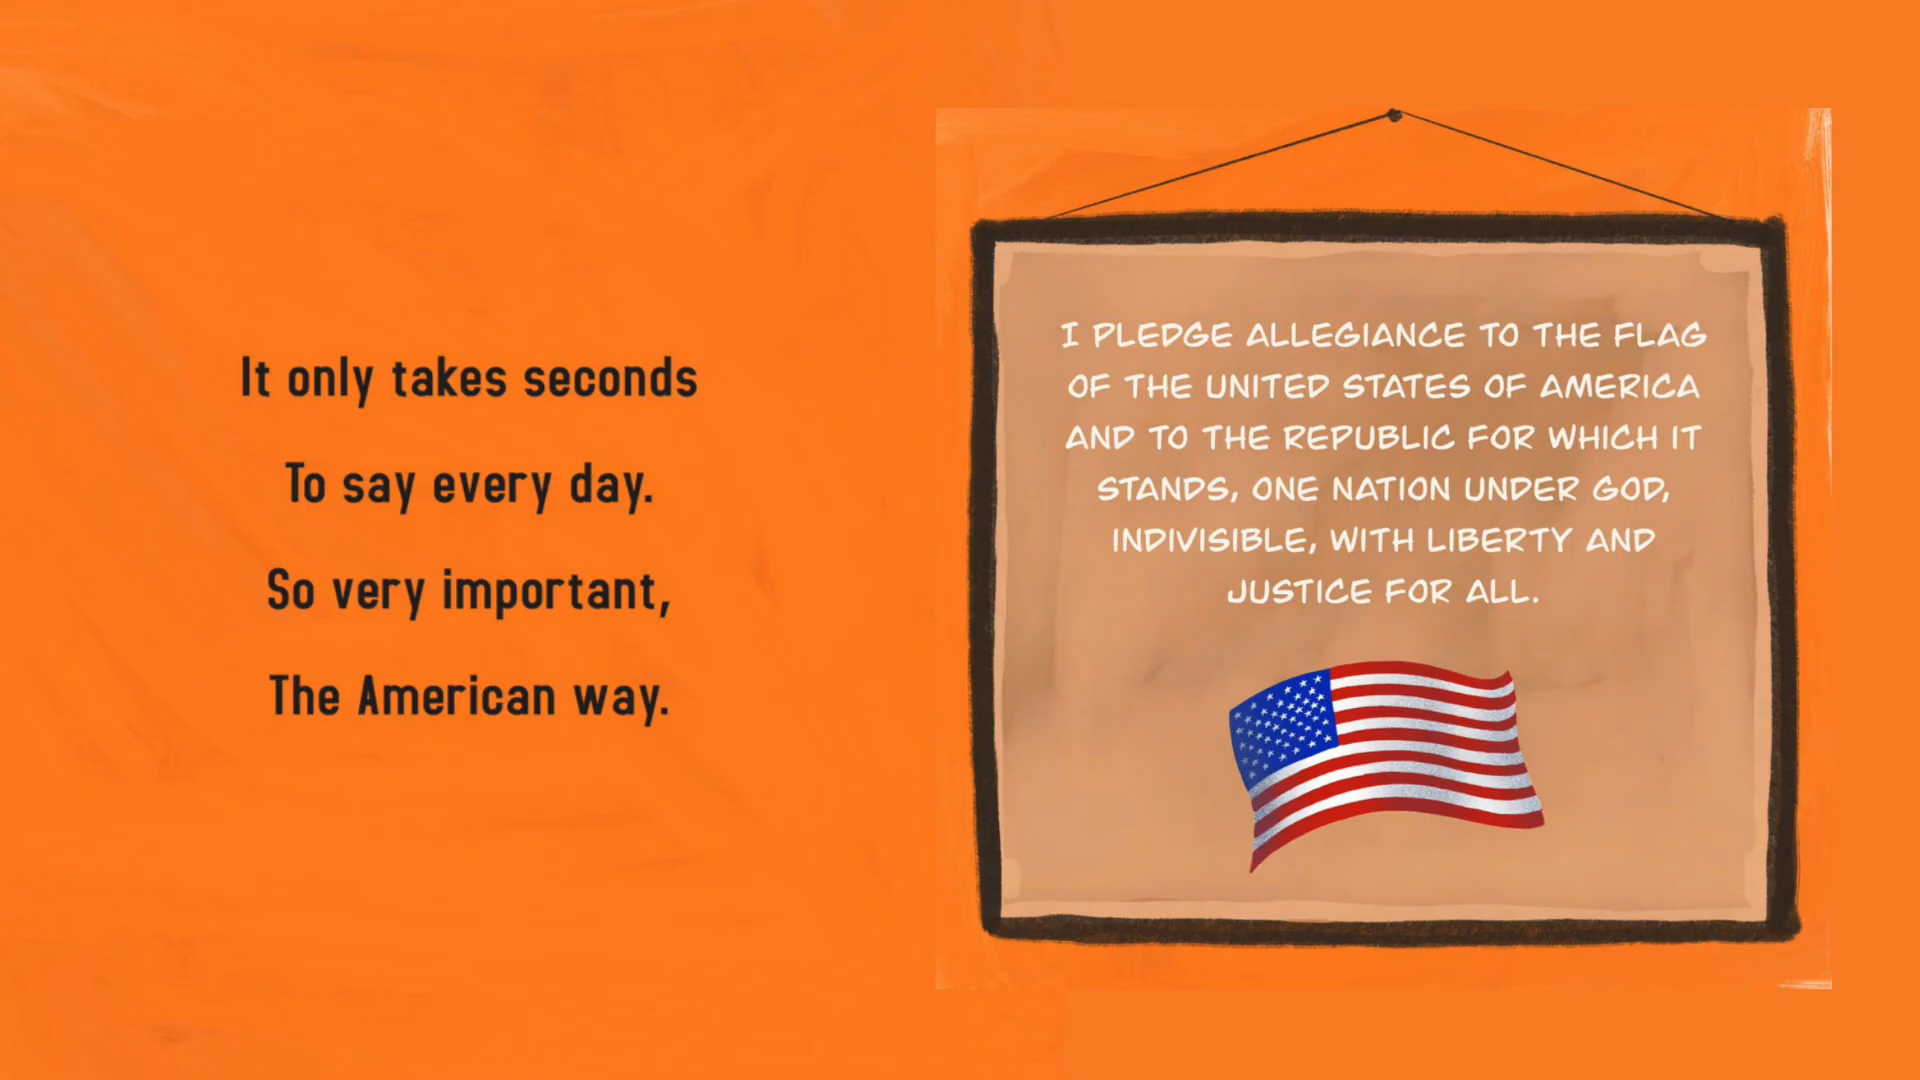 It only takes seconds
To say every day.
So very important,
The American way.
I PLEDGE ALLEGIANCE TO THE FLAG
OF THE UNITED STATES OF AMERICA
AND TO THE REPUBLIC FOR WHICH IT
STANDS, ONE NATION UNDER GOD,
INDIVISIBLE, WITH LIBERTY AND
JUSTICE FOR ALL.